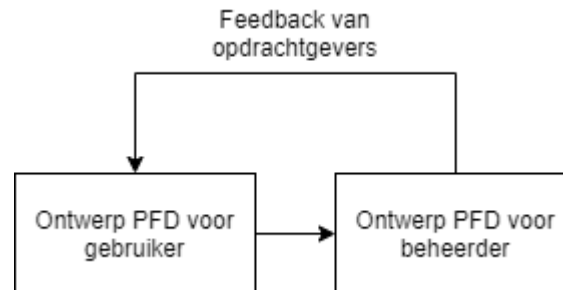 Feedback van
opdrachtgevers
Ontwerp PFD voor
gebruiker
Ontwerp PFD voor
beheerder